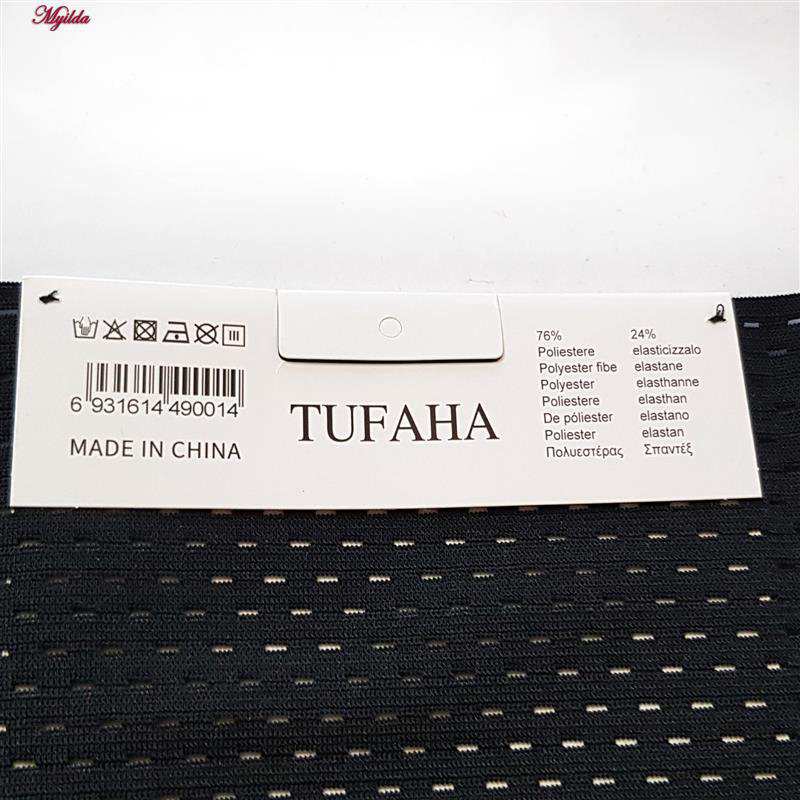 Myilda
76% 24%
Poliestere elasticizzalo
Polyester fibe elastane
Polyester elasthanne
Poliestere elasthan
De póliester elastano
Poliester elastan
Πολυεστέρας Σπαντέξ
6 931614 490014
TUFAHA
MADE IN CHINA